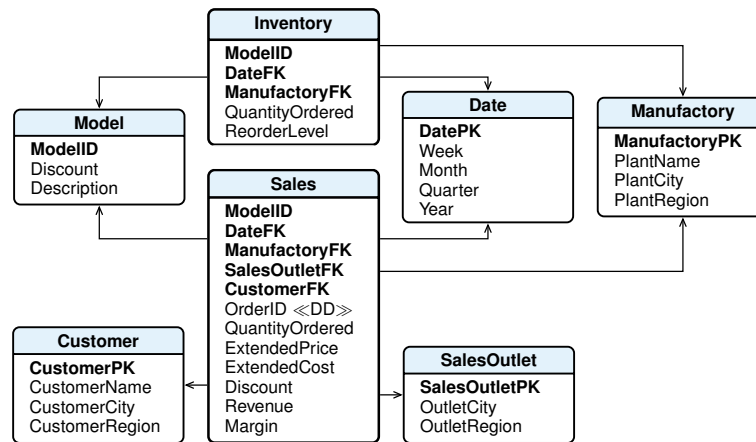 Inventory
ModelID
DateFK
ManufactoryFK
QuantityOrdered
ReorderLevel
Model
ModelID
Discount
Description
Date
DatePK
Week
Month
Quarter
Year
Manufactory
ManufactoryPK
PlantName
PlantCity
PlantRegion
Sales
ModelID
DateFK
ManufactoryFK
SalesOutletFK
CustomerFK
OrderID ≪DD≫
QuantityOrdered
ExtendedPrice
ExtendedCost
Discount
Revenue
Margin
Customer
CustomerPK
CustomerName
CustomerCity
CustomerRegion
SalesOutlet
SalesOutletPK
OutletCity
OutletRegion